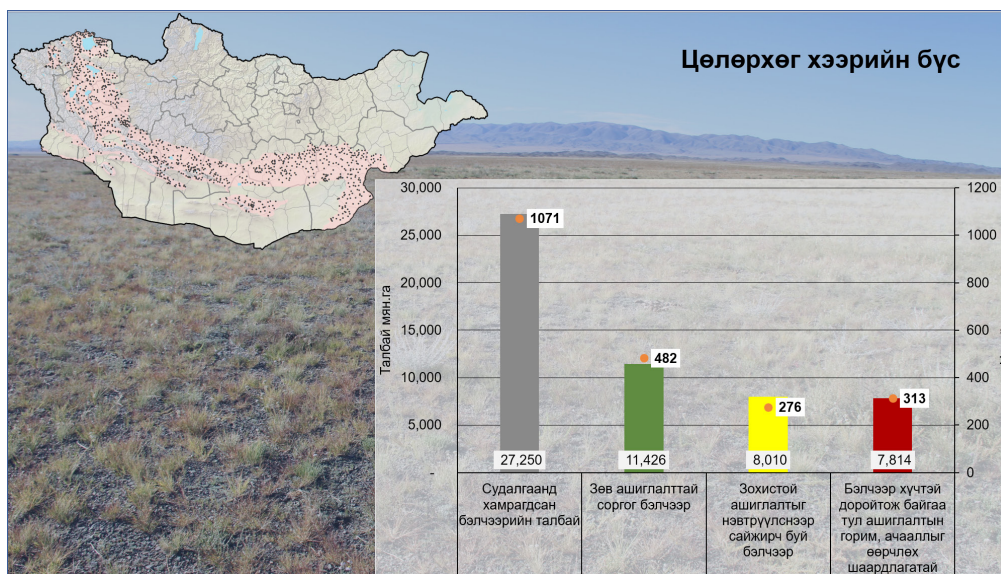 Цөлөрхөг хээрийн бүс
Талбай мян.га
30,000
25,000
20,000
15,000
10,000
5,000
-
1200
1000
800
600
400
200
0
1071
482
276
313
27,250
11,426
8,010
7,814
Судалгаанд
хамрагдсан
бэлчээрийн талбай
Зөв ашиглалттай
соргог бэлчээр
Зохистой
ашиглалтыг
нэвтрүүлснээр
сайжирч буй
бэлчээр
Бэлчээр хүчтэй
доройтож байгаа
тул ашиглалтын
горим, ачааллыг
өөрчлөх
шаардлагатай